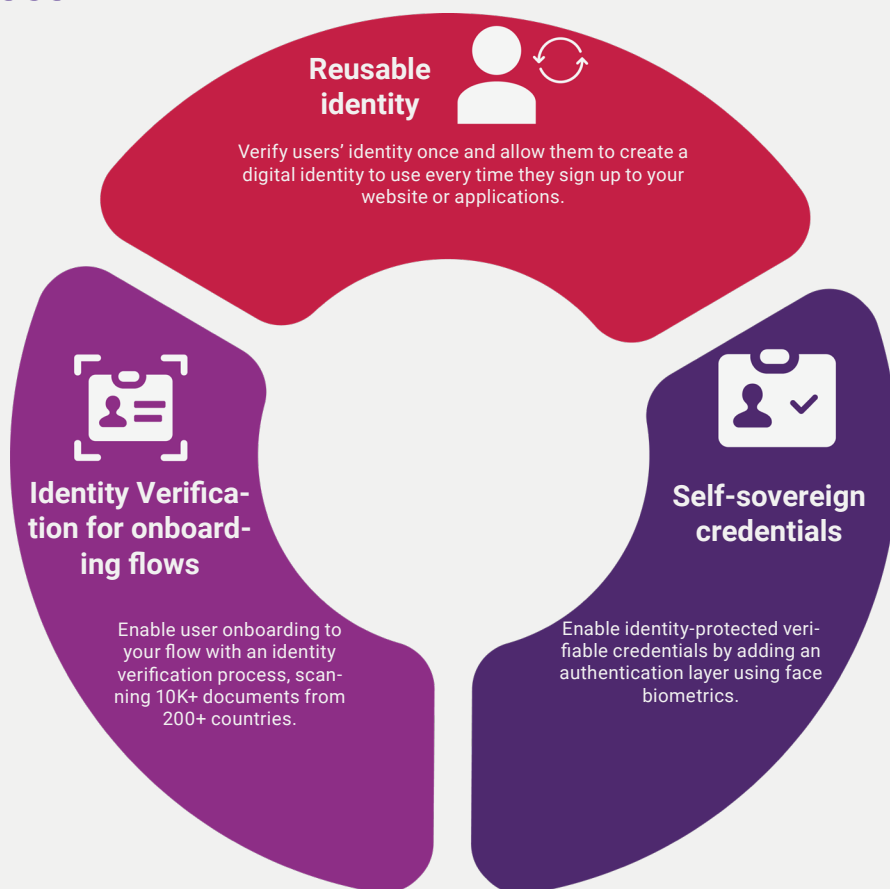 Reusable
identity
Verify users’ identity once and allow them to create a
digital identity to use every time they sign up to your
website or applications.
Identity Verifica-
tion for onboard-
ing flows
Enable user onboarding to
your flow with an identity
verification process, scan-
ning 10K+ documents from
200+ countries.
Self-sovereign
credentials
Enable identity-protected veri-
fiable credentials by adding an
authentication layer using face
biometrics.